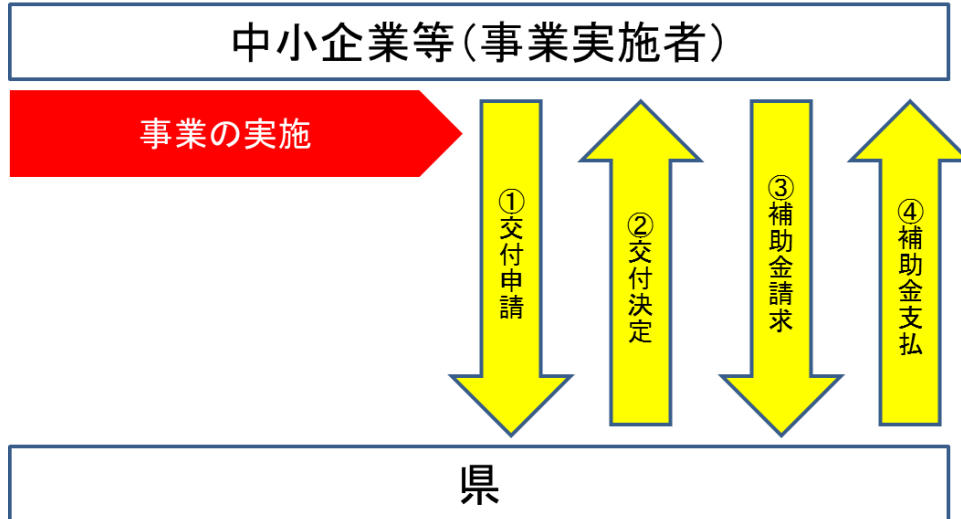 中小企業等（事業実施者）
事業の実施
①交付申請
②交付決定
③補助金請求
④補助金支払
県